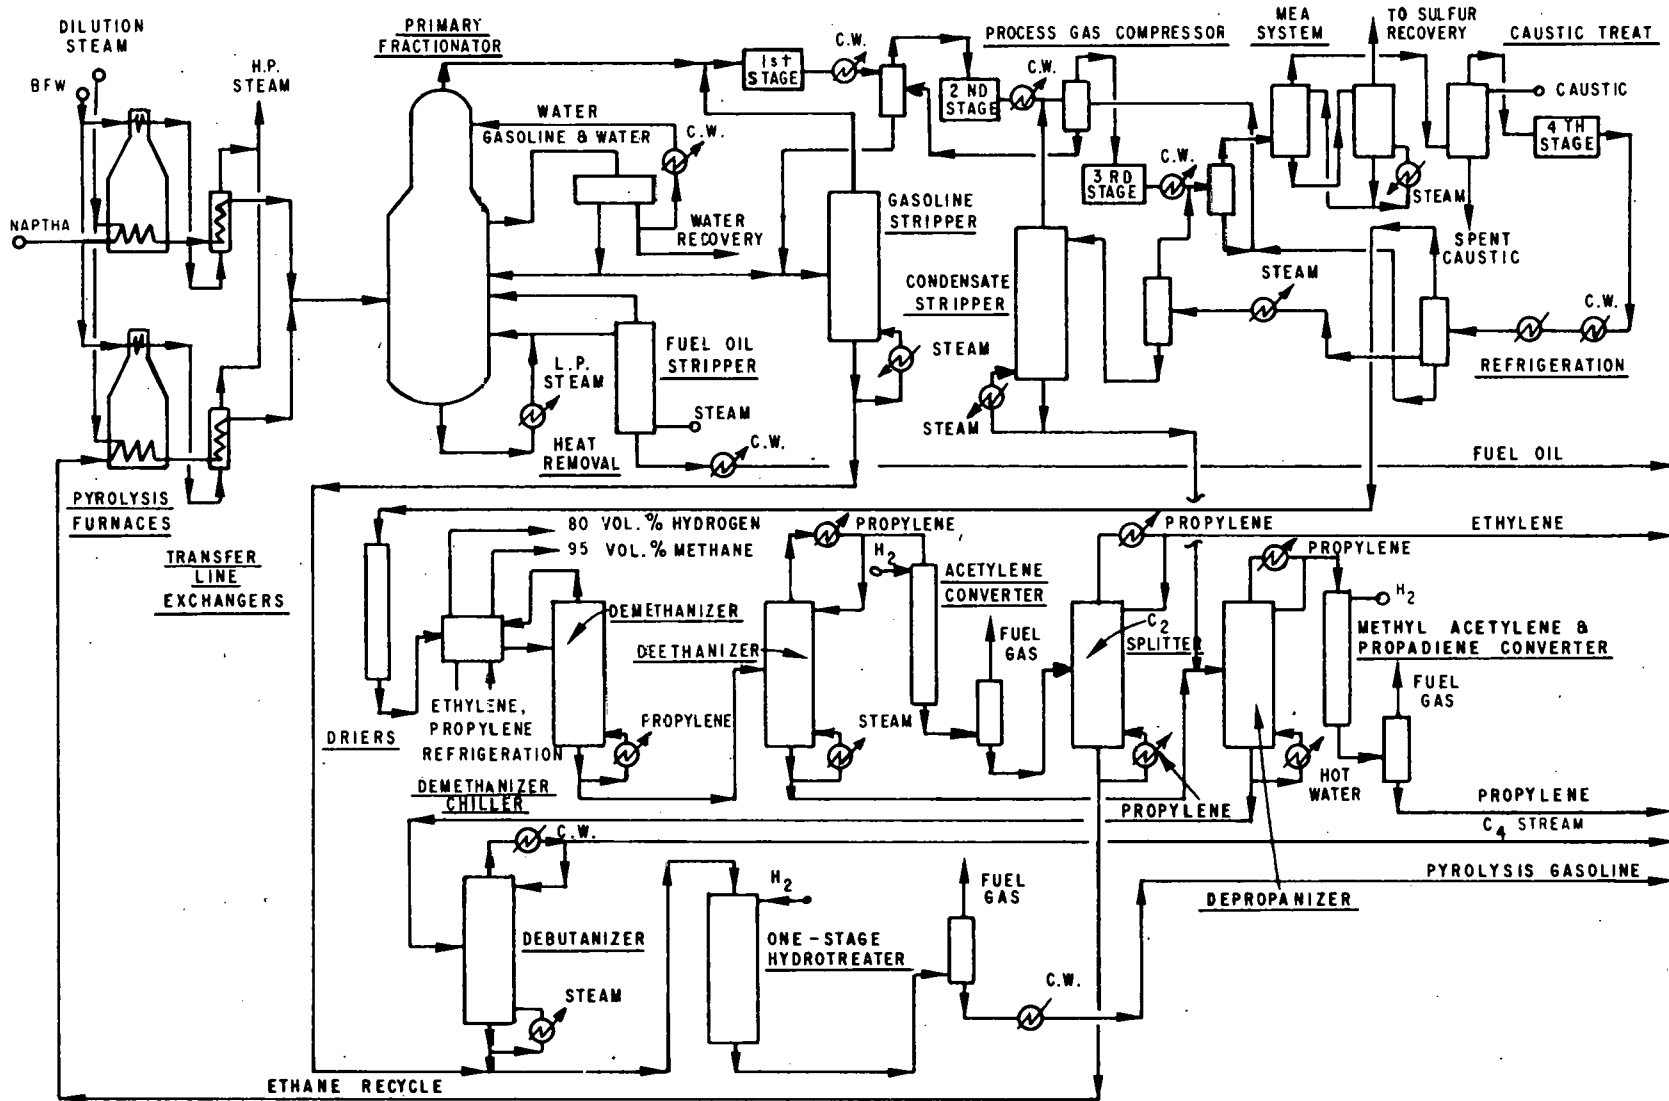 DILUTION
STEAM
BFW
H.P.
STEAM
NAPTHA
PYROLYSIS
FURNACES
TRANSFER
LINE
EXCHANGERS
PRIMARY
FRACTIONATOR
WATER
GASOLINE & WATER
C.W.
WATER
RECOVERY
L.P.
STEAM
HEAT
REMOVAL
FUEL OIL
STRIPPER
STEAM
C.W.
1st
STAGE
C.W.
PROCESS GAS COMPRESSOR
2 ND
STAGE
C.W.
GASOLINE
STRIPPER
STEAM
CONDENSATE
STRIPPER
STEAM
3 RD
STAGE
C.W.
MEA
SYSTEM
TO SULFUR
RECOVERY
STEAM
CAUSTIC TREAT
CAUSTIC
4 TH
STAGE
SPENT
CAUSTIC
STEAM
C.W.
REFRIGERATION
FUEL OIL
80 VOL.% HYDROGEN
95 VOL.% METHANE
DRIERS
ETHYLENE,
PROPYLENE
REFRIGERATION
DEMETHANIZER
CHILLER
DEMETHANIZER
PROPYLENE
DEETHANIZER
PROPYLENE
STEAM
H2
ACETYLENE
CONVERTER
FUEL
GAS
PROPYLENE
C2
SPLITTER
PROPYLENE
ETHYLENE
PROPYLENE
H2
METHYL ACETYLENE &
PROPADIENE CONVERTER
FUEL
GAS
HOT
WATER
DEPROPANIZER
PROPYLENE
C4 STREAM
PYROLYSIS GASOLINE
C.W.
DEBUTANIZER
STEAM
H2
ONE-STAGE
HYDROTREATER
FUEL
GAS
C.W.
ETHANE RECYCLE